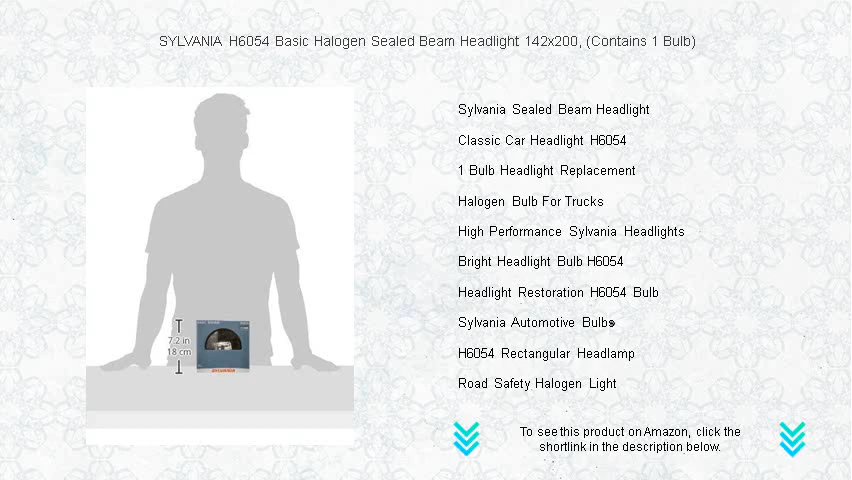 SYLVANIA H6054 Basic Halogen Sealed Beam Headlight 142x200, (Contains 1 Bulb)
Sylvania Sealed Beam Headlight
Classic Car Headlight H6054
1 Bulb Headlight Replacement
Halogen Bulb For Trucks
High Performance Sylvania Headlights
Bright Headlight Bulb H6054
Headlight Restoration H6054 Bulb
Sylvania Automotive Bulbs
H6054 Rectangular Headlamp
Road Safety Halogen Light
7.2 in
18 cm
SYLVANIA
To see this product on Amazon, click the
shortlink in the description below.